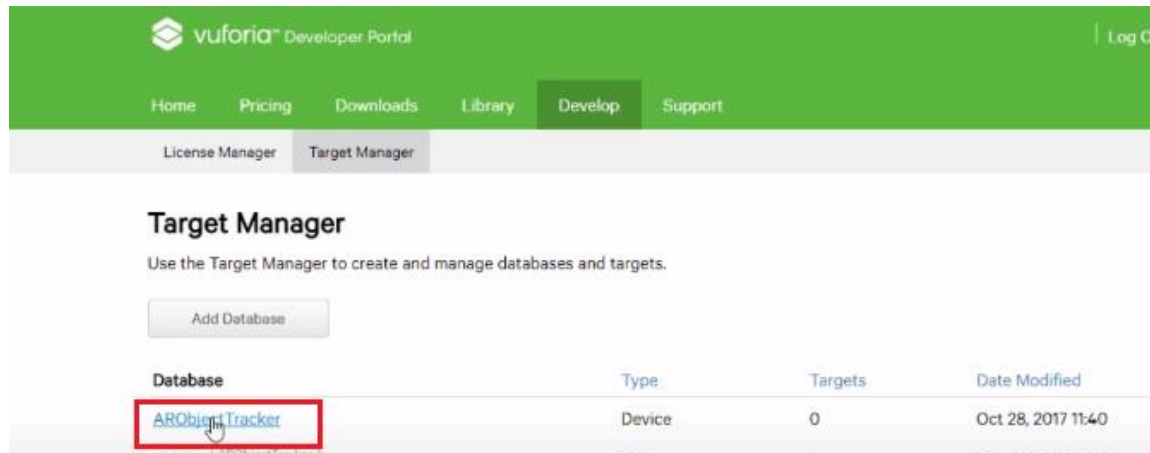 vuforia™ Developer Portal
Log
Home Pricing Downloads Library Develop Support
License Manager Target Manager
Target Manager
Use the Target Manager to create and manage databases and targets.
Add Database
Database Type Targets Date Modified
ARObjectTracker Device 0 Oct 28, 2017 11:40